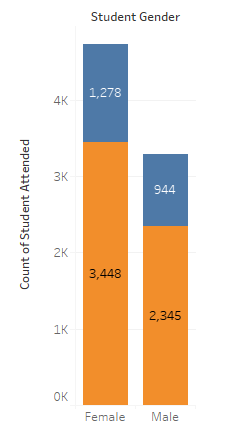 Student Gender
Count of Student Attended
4K
3K
2K
1K
0K
1,278
3,448
944
2,345
Female
Male